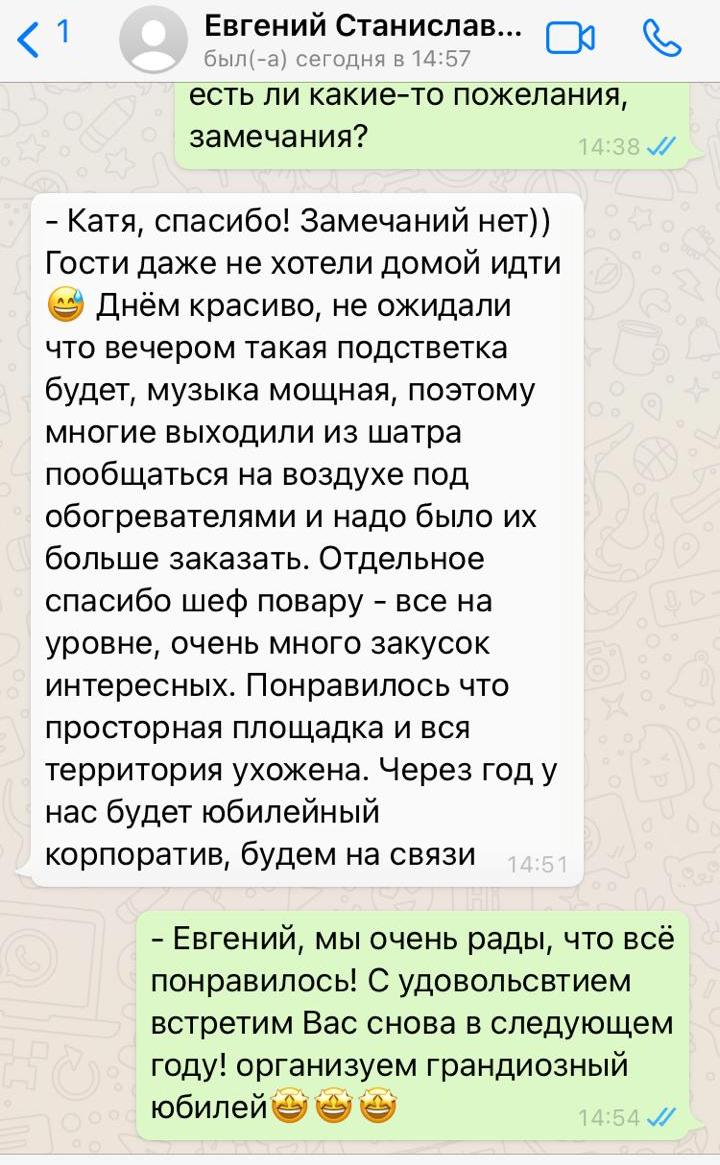 1
Евгений Станислав...
был(-а) сегодня в 14:57
есть ли какие-то пожелания,
замечания?
14:38
- Катя, спасибо! Замечаний нет))
Гости даже не хотели домой идти
😅 Днём красиво, не ожидали
что вечером такая подстветка
будет, музыка мощная, поэтому
многие выходили из шатра
пообщаться на воздухе под
обогревателями и надо было их
больше заказать. Отдельное
спасибо шеф повару - все на
уровне, очень много закусок
интересных. Понравилось что
просторная площадка и вся
территория ухожена. Через год у
нас будет юбилейный
корпоратив, будем на связи
14:51
- Евгений, мы очень рады, что всё
понравилось! С удовольсвтием
встретим Вас снова в следующем
году! организуем грандиозный
юбилей🤩🤩🤩
14:54